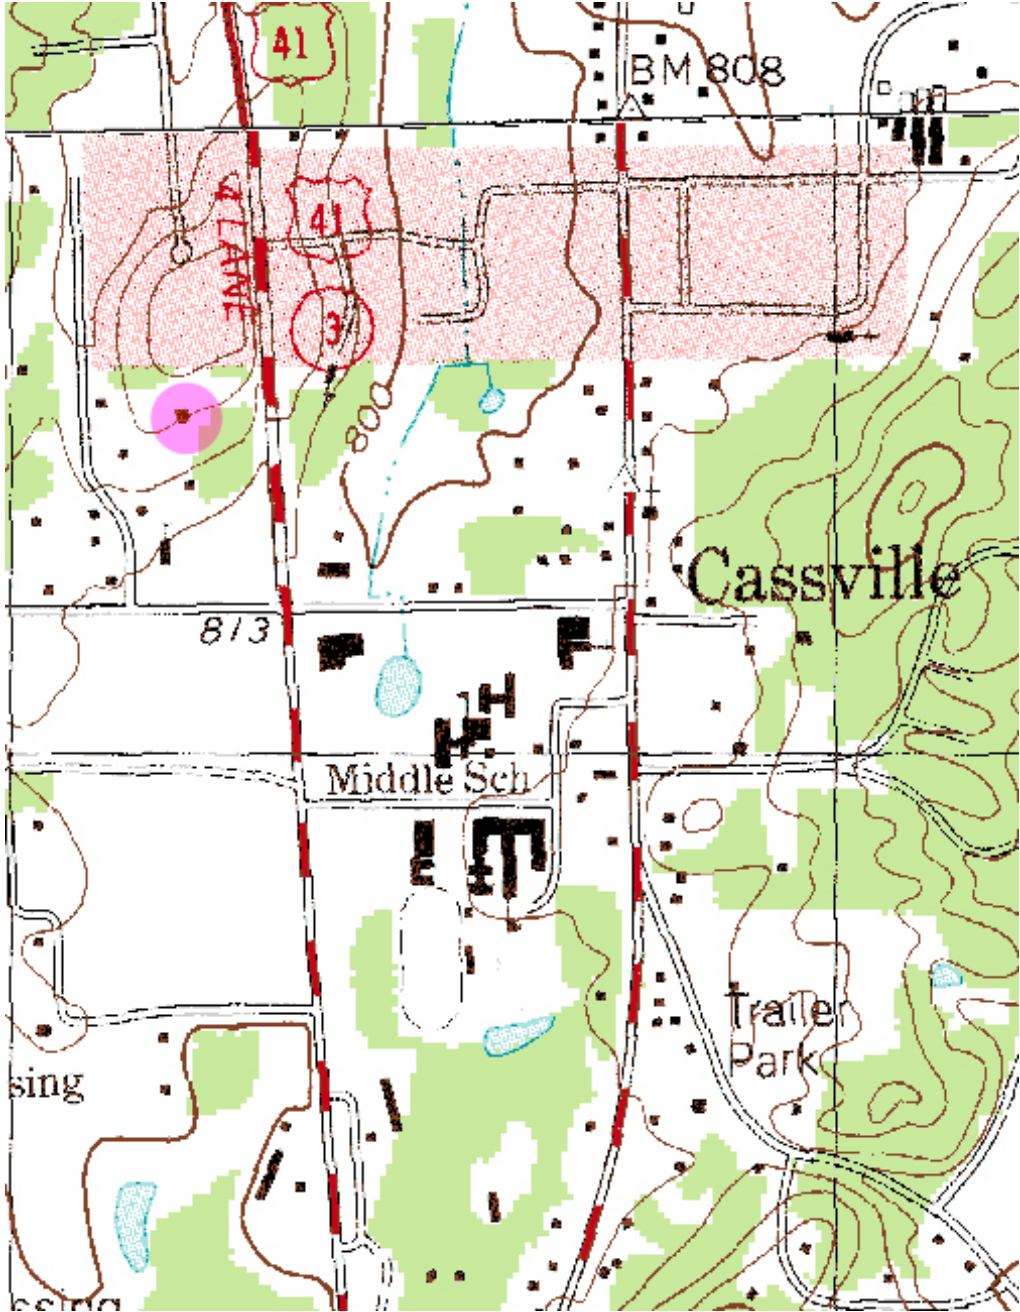 41
BM 808
4 LANE
41
3
Cassville
813
Middle Sch
Trailer
Park
sing
ssing